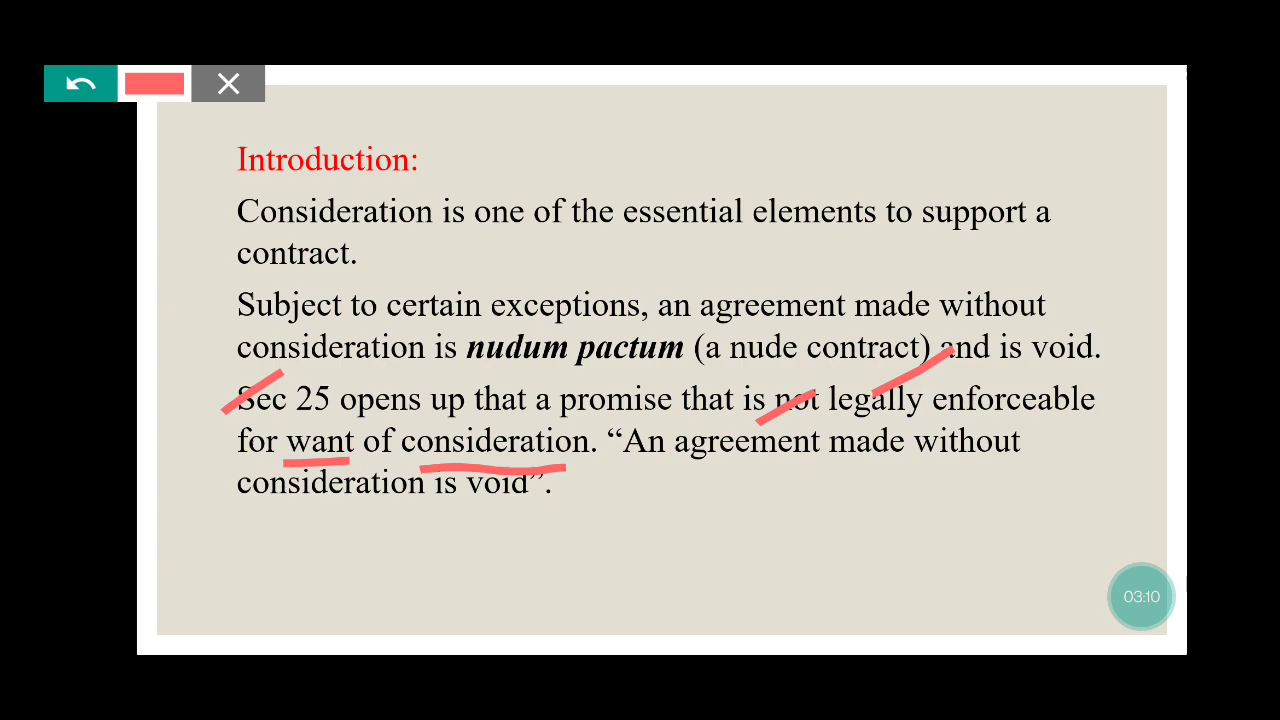 Introduction:
Consideration is one of the essential elements to support a
contract.
Subject to certain exceptions, an agreement made without
consideration is nudum pactum (a nude contract) and is void.
Sec 25 opens up that a promise that is not legally enforceable
for want of consideration. “An agreement made without
consideration is void”.
03:10